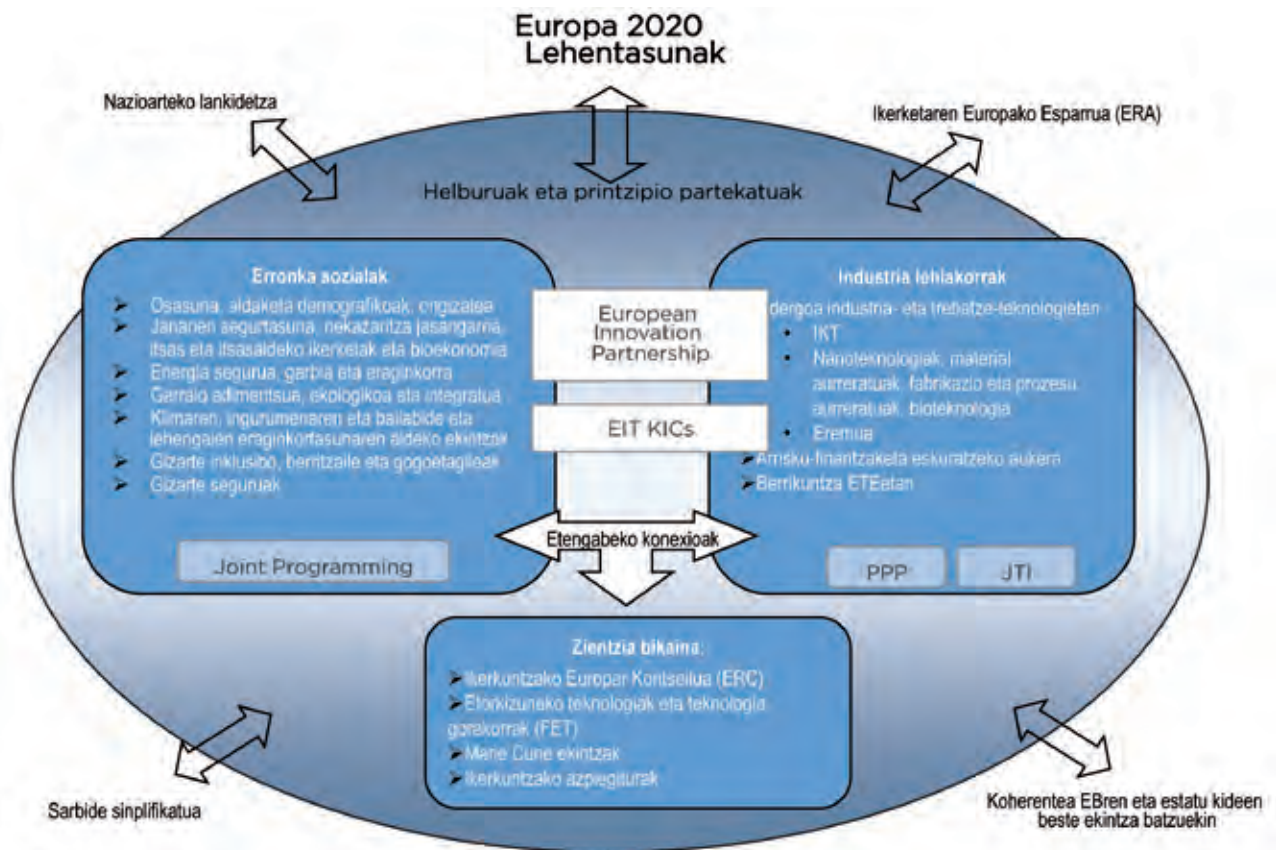 Europa 2020
Lehentasunak
Nazioarteko lankidetza
Ikerketaren Europako Esparrua (ERA)
Helburuak eta printzipio partekatuak
Erronka sozialak
Osasuna, aldaketa demografikoak, ongizatea
Jananen segurtasuna, nekazaritza jasangarria,
itsas eta itsasaldeko ikerketak eta bioekonomia
Energia segurua, garbia eta eraginkorra
Garraio adimentsua, ekologikoa eta integratua
Klimaren, ingurumenaren eta baliabide eta
lehengaien eraginkortasunaren aldeko ekintzak
Gizarte inklusibo, berritzaile eta gogoetagileak
Gizarte seguruak
Joint Programming
European
Innovation
Partnership
EIT KICs
Industria lehiakorrak
dergoa industria- eta trebatze-teknologietan
• IKT
• Nanoteknologiak, material
aurreratuak, fabrikazio eta prozesu
aurreratuak, bioteknologia
• Eremua
Arrisku-finantzaketa eskuratzeko aukera
Berrikuntza ETEetan
PPP
JTI
Etengabeko konexioak
Zientzia bikaina:
Ikerkuntzako Europar Kontseilua (ERC)
Etorkizuneko teknologiak eta teknologia
gorakorrak (FET)
Marie Curie ekintzak
Ikerkuntzako azpiegiturak
Sarbide sinplifikatua
Koherentea EBren eta estatu kideen
beste ekintza batzuekin